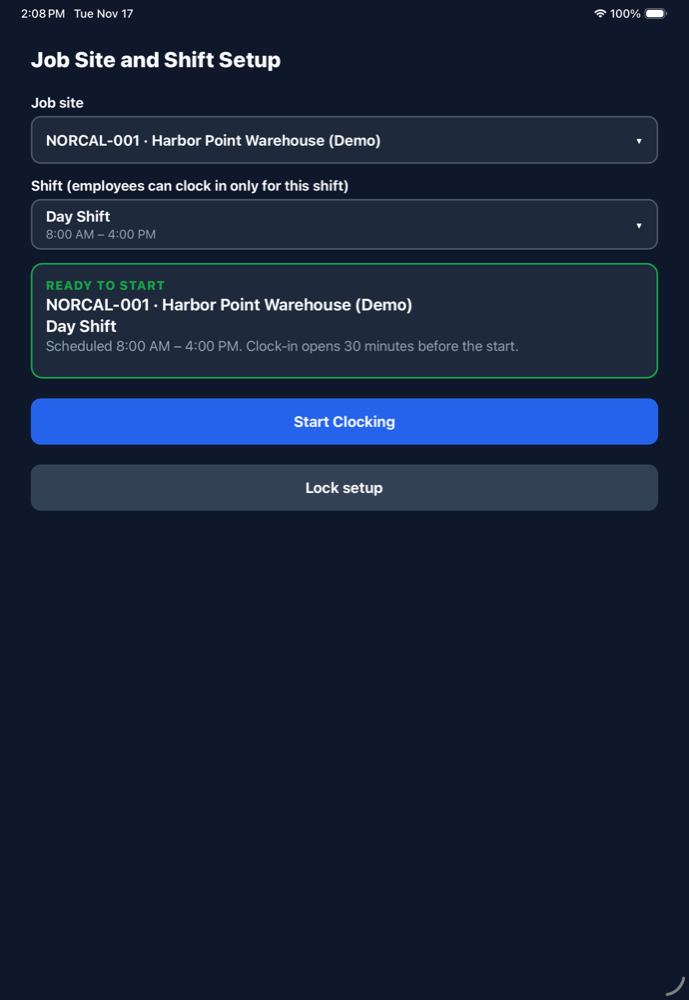 2:08 PM Tue Nov 17 100%
Job Site and Shift Setup
Job site
NORCAL-001 · Harbor Point Warehouse (Demo)
Shift (employees can clock in only for this shift)
Day Shift
8:00 AM – 4:00 PM
READY TO START
NORCAL-001 · Harbor Point Warehouse (Demo)
Day Shift
Scheduled 8:00 AM – 4:00 PM. Clock-in opens 30 minutes before the start.
Start Clocking
Lock setup